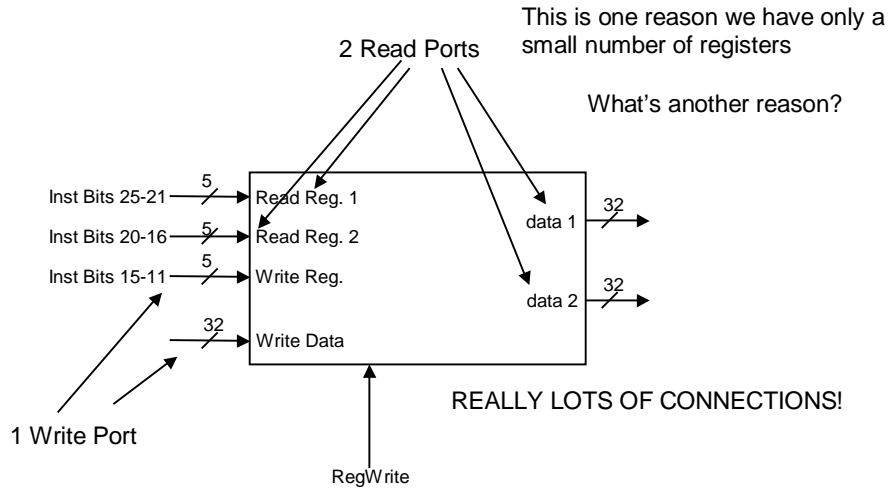 This is one reason we have only a
small number of registers
2 Read Ports
What's another reason?
5
Inst Bits 25-21
Read Reg. 1
32
data 1
5
Inst Bits 20-16
Read Reg. 2
5
Inst Bits 15-11
Write Reg.
32
data 2
32
Write Data
REALLY LOTS OF CONNECTIONS!
1 Write Port
RegWrite